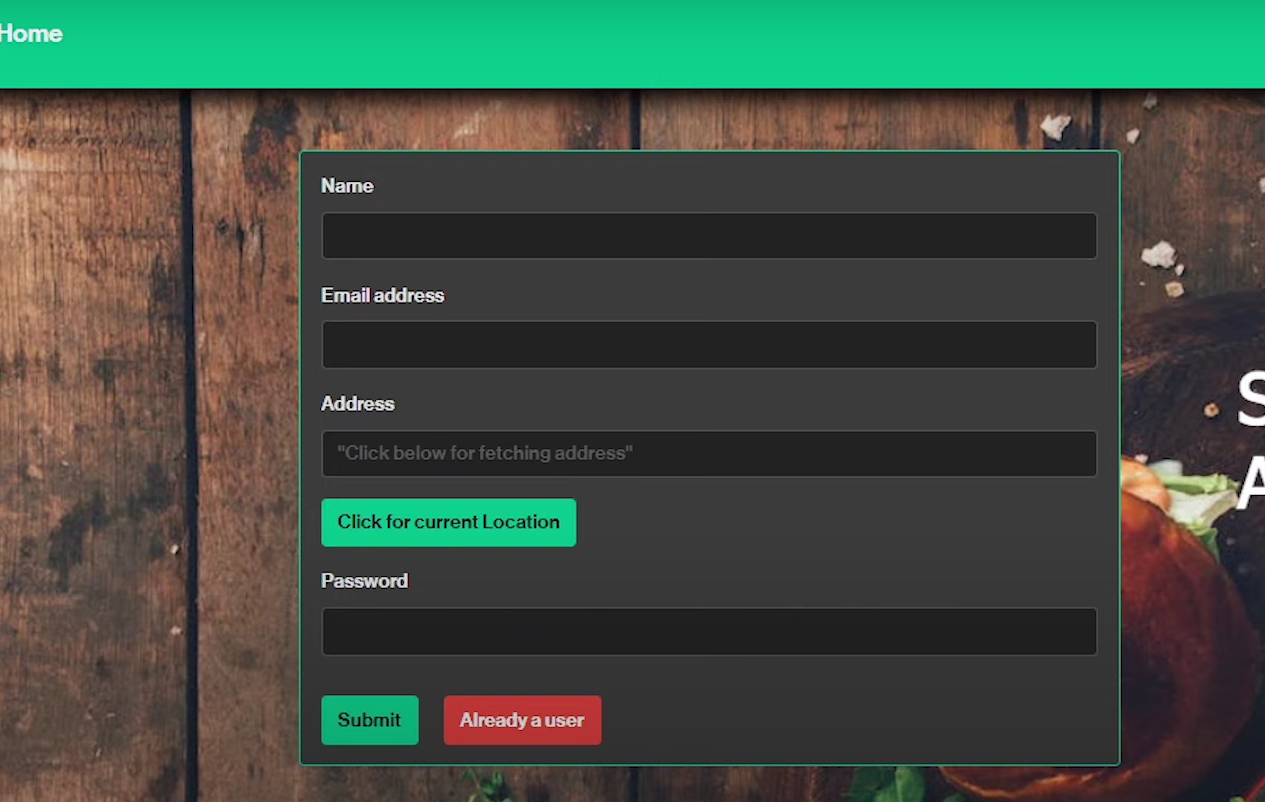 Home
Name
Email address
Address
"Click below for fetching address"
Click for current Location
Password
Submit
Already a user
S
A